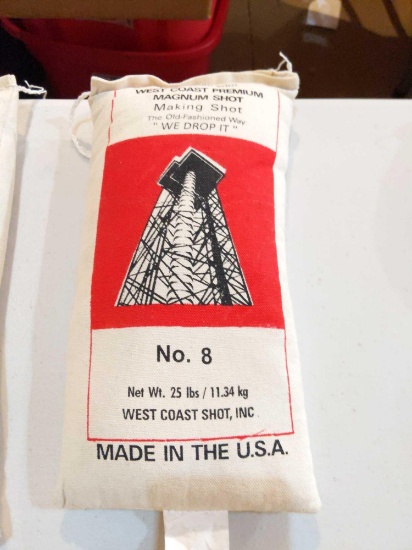 WEST COAST PREMIUM
MAGNUM SHOT
Making Shot
The Old-Fashioned Way
"WE DROP IT"
No. 8
Net Wt. 25 lbs / 11.34 kg
WEST COAST SHOT, INC
MADE IN THE U.S.A.